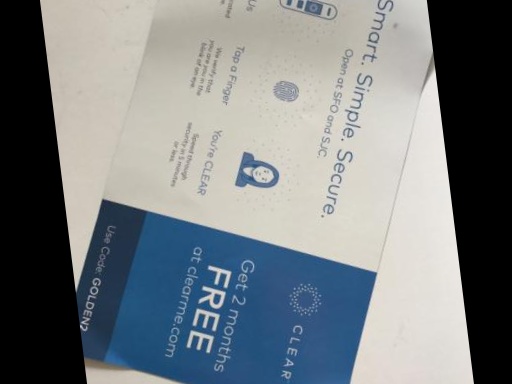 Smart. Simple. Secure.
Open at SFO and SJC.
Us
Tap a Finger
We verify that
you are you in the
blink of an eye.
You're CLEAR
Speed through
security in 5 minutes
or less.
CLEAR
Get 2 months
FREE
at clearme.com
Use Code: GOLDEN2